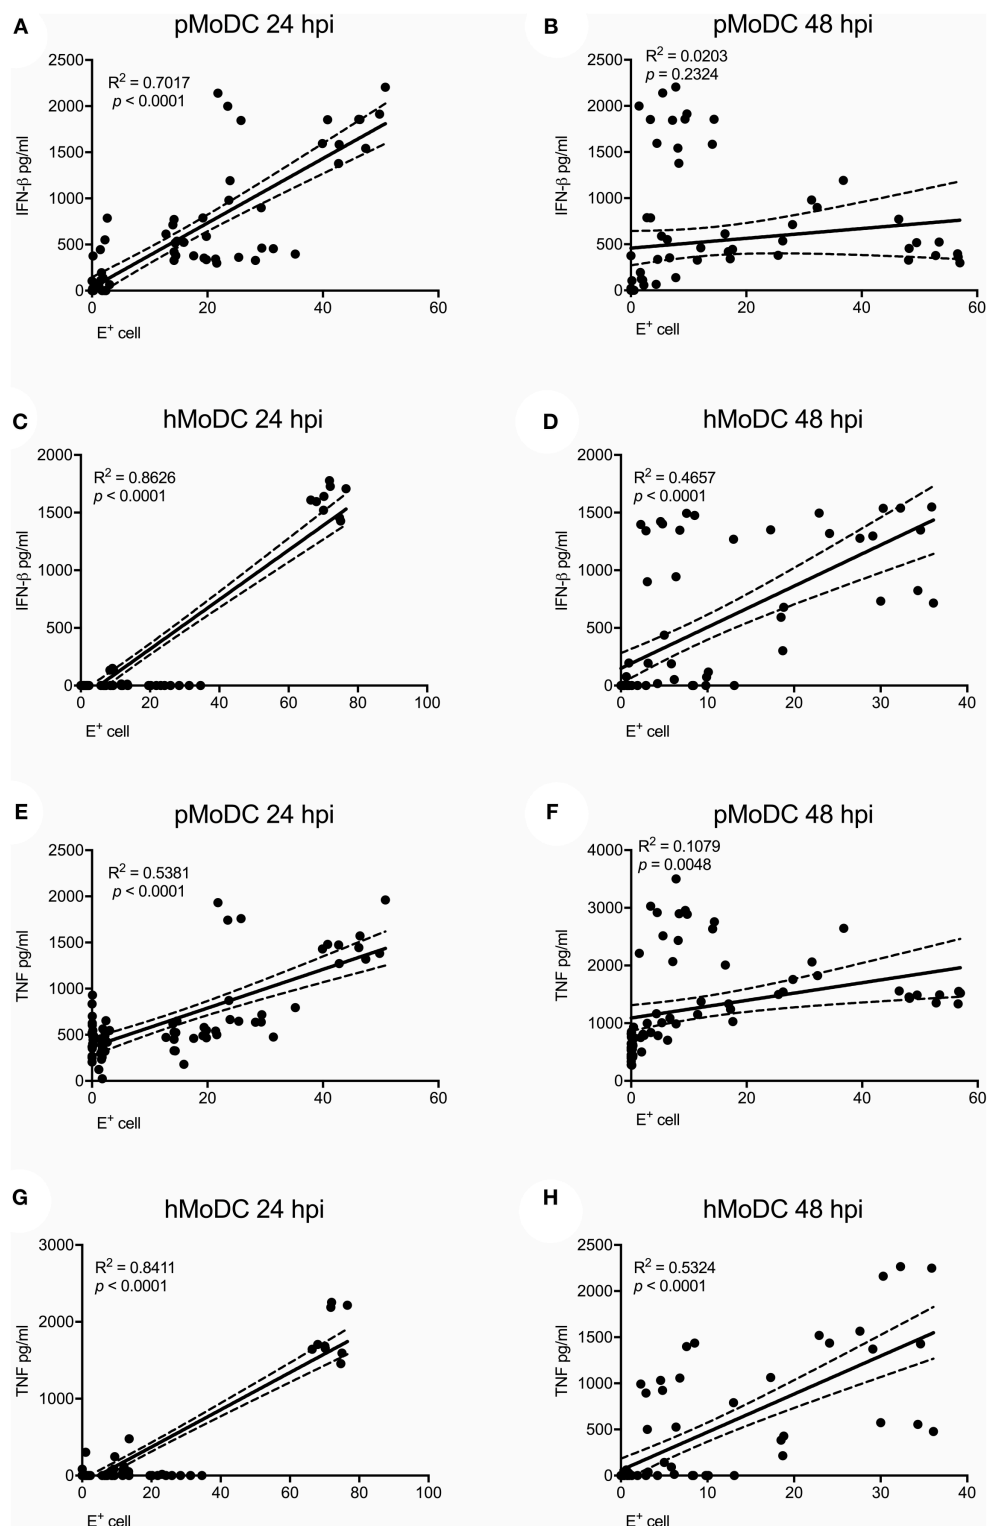 A
pMoDC 24 hpi
2500
2000
1500
1000
500
0
IFN-β pg/ml
R² = 0.7017
p < 0.0001
0 20 40 60
E⁺ cell
B
pMoDC 48 hpi
2500
2000
1500
1000
500
0
IFN-β pg/ml
R² = 0.0203
p = 0.2324
0 20 40 60
E⁺ cell
C
hMoDC 24 hpi
2000
1500
1000
500
0
IFN-β pg/ml
R² = 0.8626
p < 0.0001
0 20 40 60 80 100
E⁺ cell
D
hMoDC 48 hpi
2000
1500
1000
500
0
IFN-β pg/ml
R² = 0.4657
p < 0.0001
0 10 20 30 40
E⁺ cell
E
pMoDC 24 hpi
2500
2000
1500
1000
500
0
TNF pg/ml
R² = 0.5381
p < 0.0001
0 20 40 60
E⁺ cell
F
pMoDC 48 hpi
4000
3000
2000
1000
0
TNF pg/ml
R² = 0.1079
p = 0.0048
0 20 40 60
E⁺ cell
G
hMoDC 24 hpi
3000
2000
1000
0
TNF pg/ml
R² = 0.8411
p < 0.0001
0 20 40 60 80 100
E⁺ cell
H
hMoDC 48 hpi
2500
2000
1500
1000
500
0
TNF pg/ml
R² = 0.5324
p < 0.0001
0 10 20 30 40
E⁺ cell